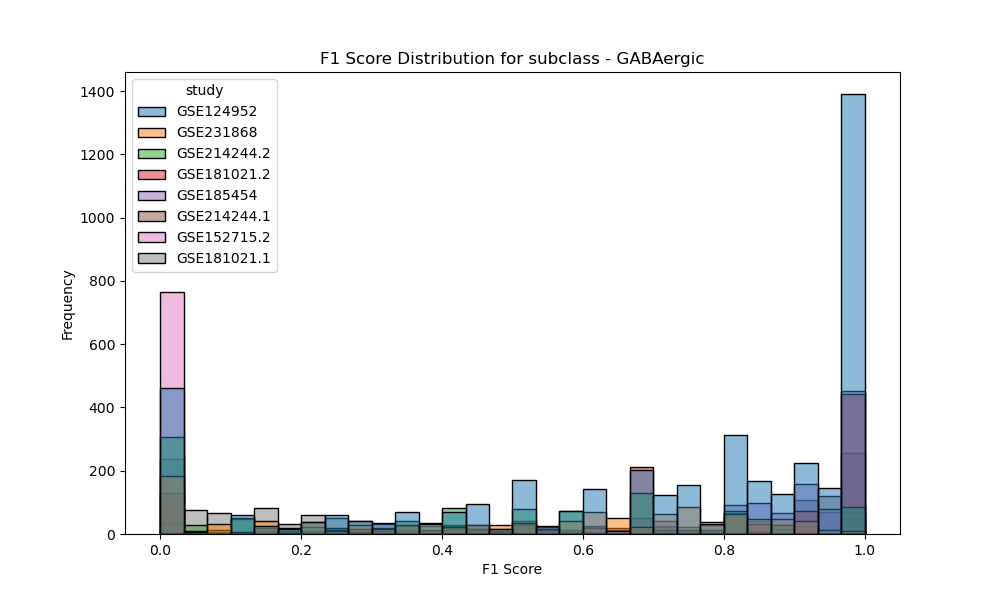 F1 Score Distribution for subclass - GABAergic
study
GSE124952
GSE231868
GSE214244.2
GSE181021.2
GSE185454
GSE214244.1
GSE152715.2
GSE181021.1
Frequency
1400
1200
1000
800
600
400
200
0
0.0 0.2 0.4 0.6 0.8 1.0
F1 Score